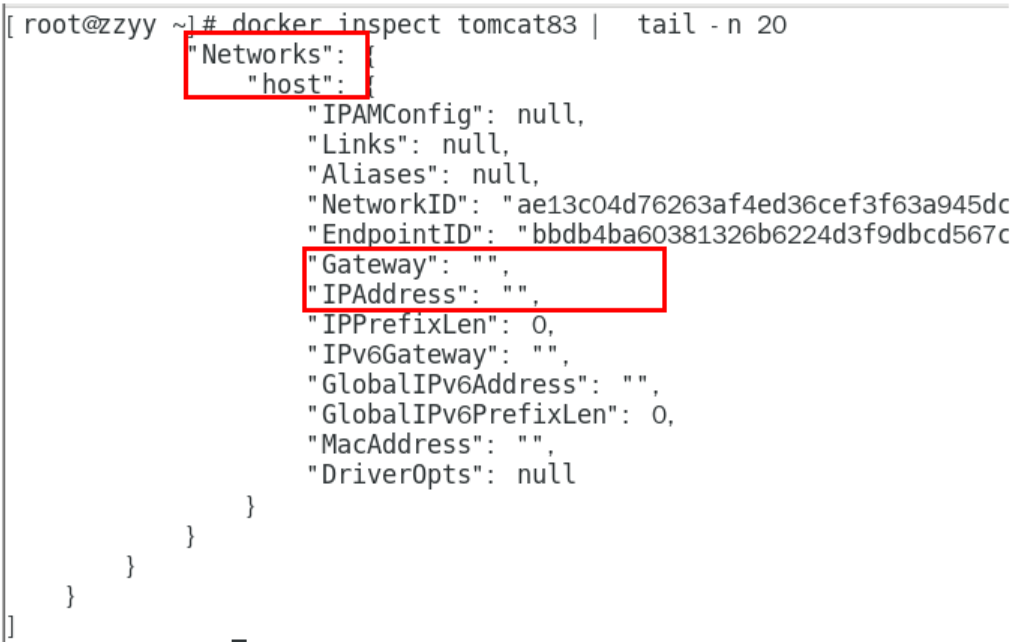 [root@zzyy ~]# docker inspect tomcat83 | tail -n 20
"Networks": {
"host": {
"IPAMConfig": null,
"Links": null,
"Aliases": null,
"NetworkID": "ae13c04d76263af4ed36cef3f63a945dc
"EndpointID": "bbdb4ba60381326b6224d3f9dbcd567c
"Gateway": "",
"IPAddress": "",
"IPPrefixLen": 0,
"IPv6Gateway": "",
"GlobalIPv6Address": "",
"GlobalIPv6PrefixLen": 0,
"MacAddress": "",
"DriverOpts": null
}
}
}
}
]